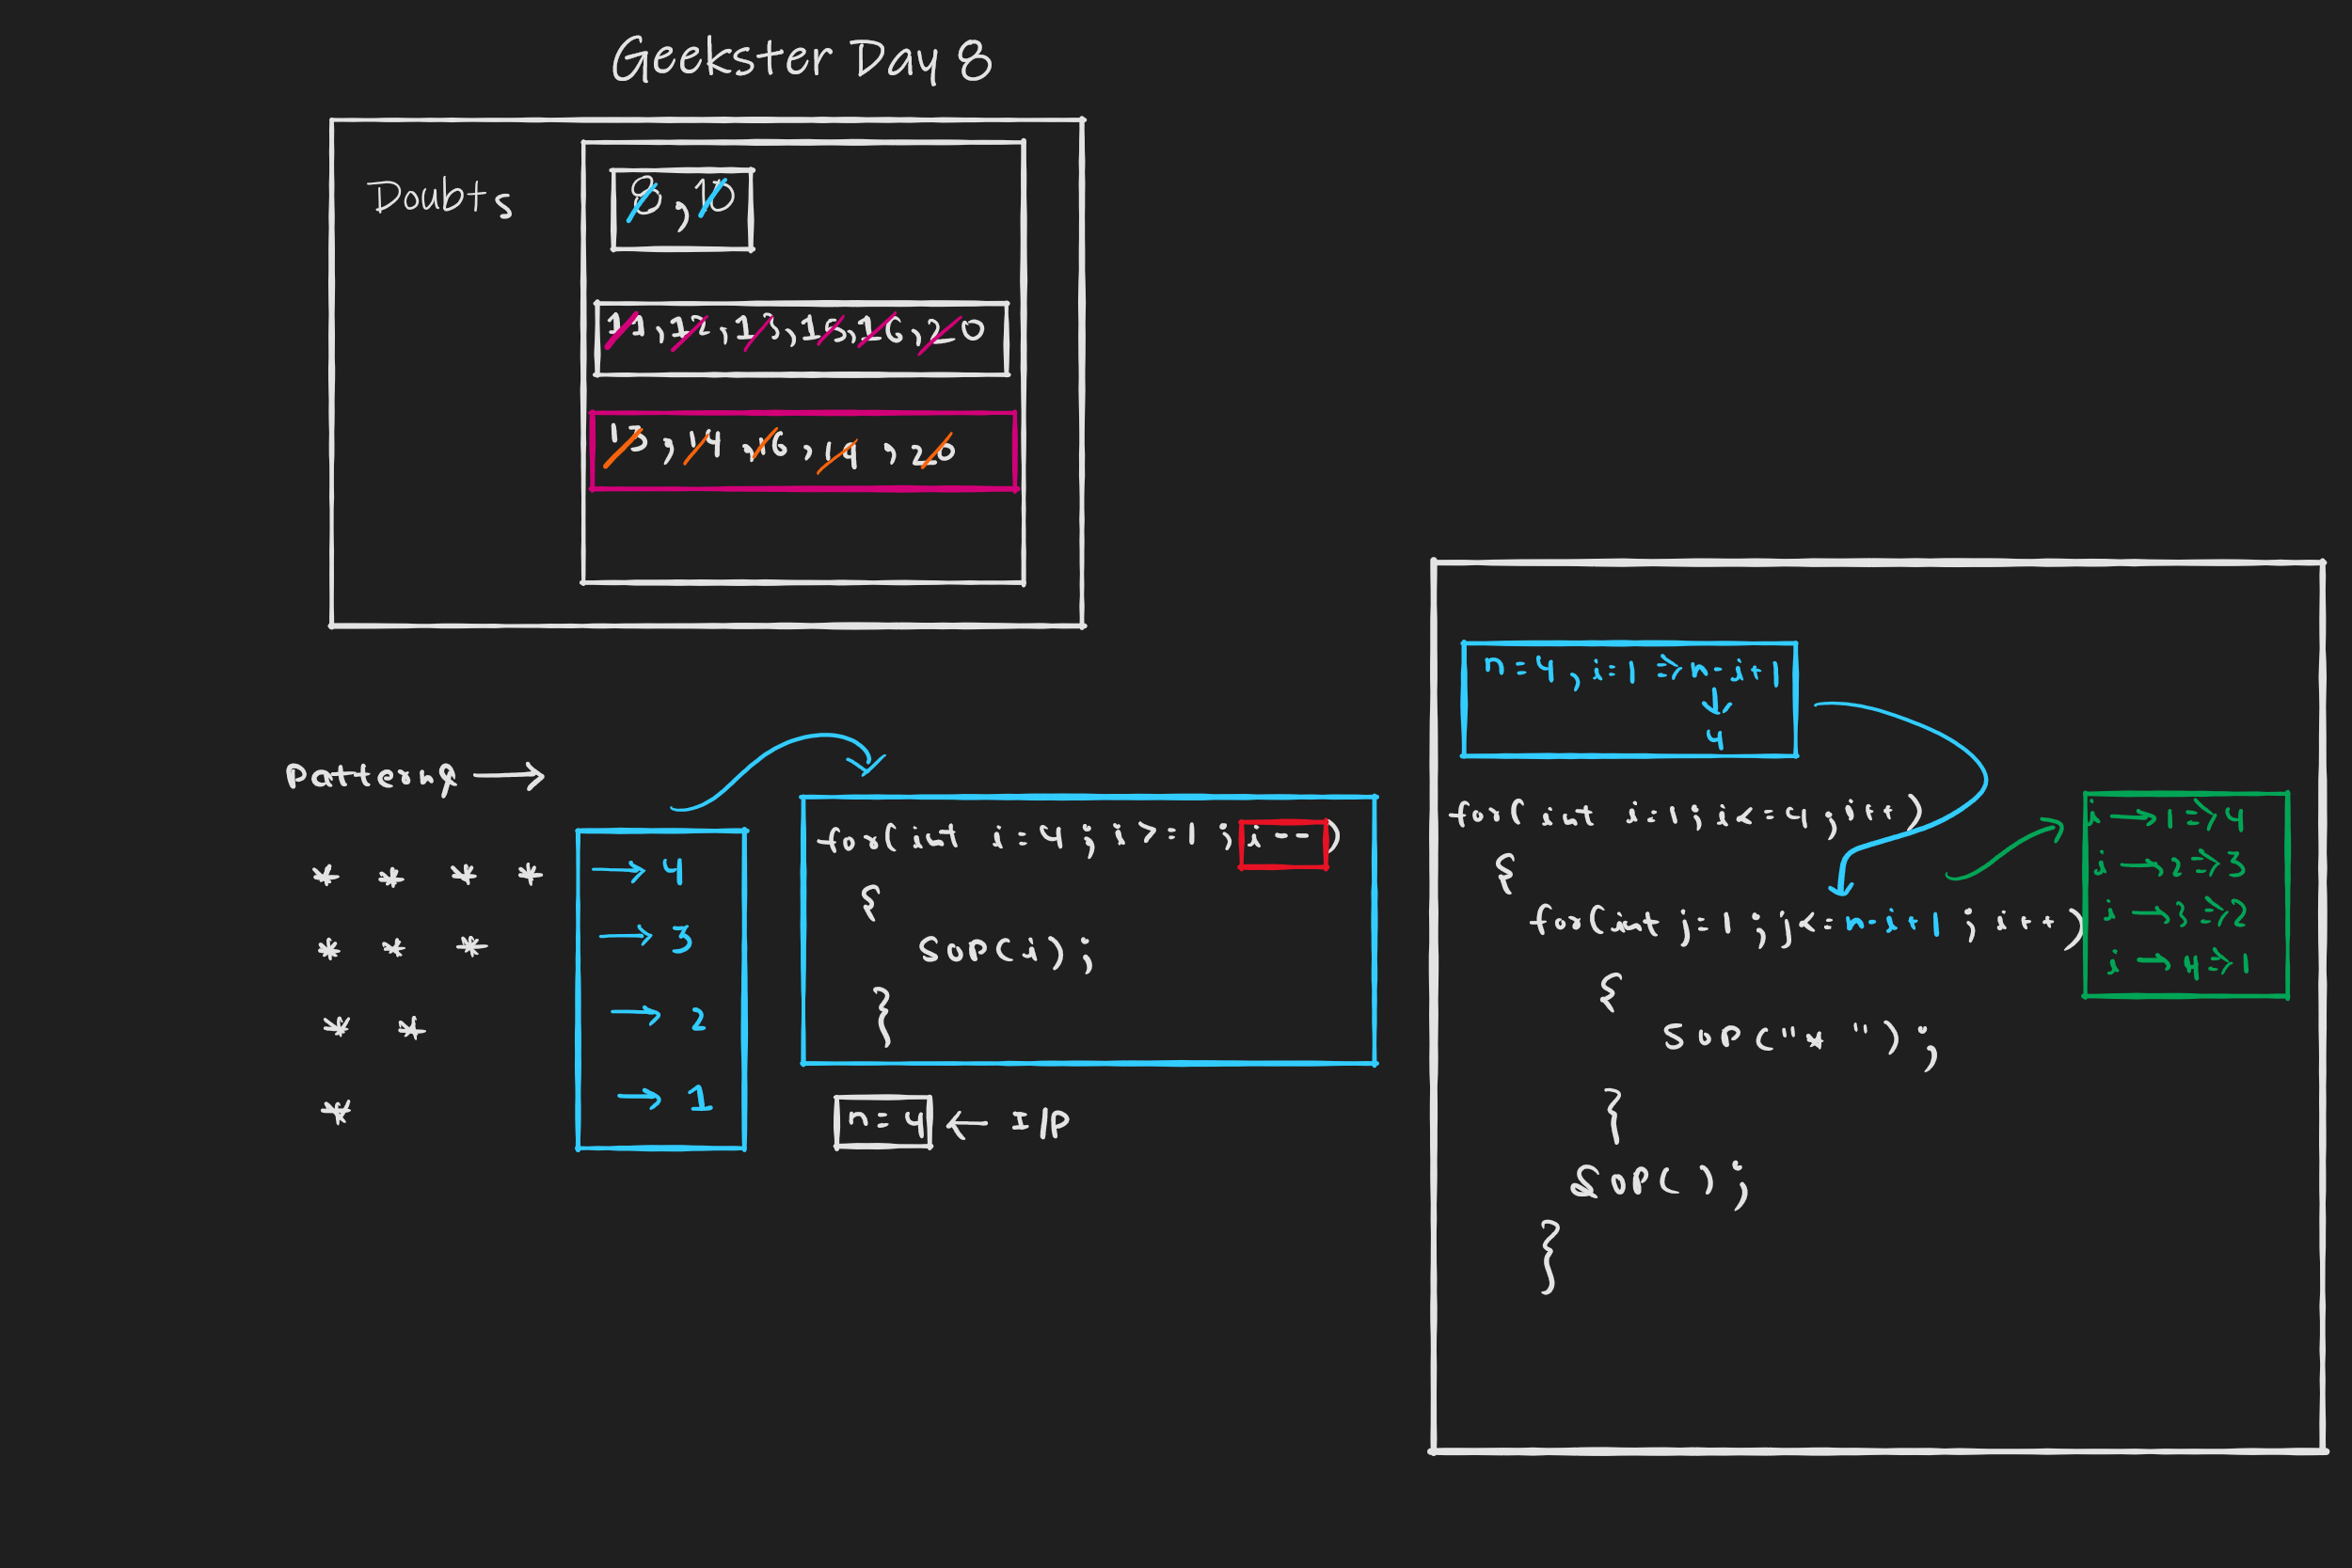 Geekster Day 8
Doubts
8, 10
11, 12, 13, 15, 16, 20
13, 14, 16, 19, 20
Pattern ⟶
* * * * → 4
* * * → 3
* * → 2
* → 1
for(int i=4; i>=1; i--)
{
SOP(i);
}
n=4 ← IP
n=4, i=1 => n-i+1
↓
4
for(int i=1; i<=4; i++)
{
for(int j=1; j<=n-i+1; i++)
{
SOP("* ");
}
SOP();
}
i → 1 => 4
i → 2 => 3
i → 3 => 2
i → 4 => 1